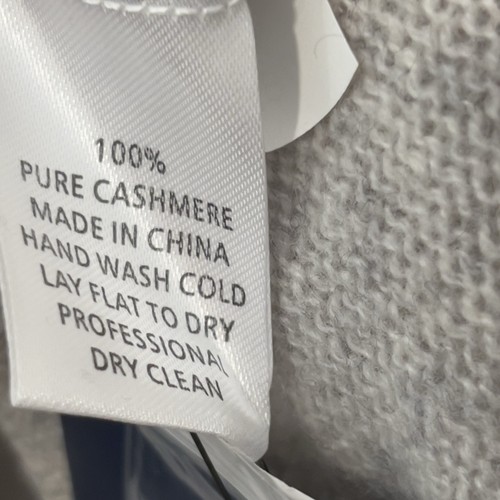 100%
PURE CASHMERE
MADE IN CHINA
HAND WASH COLD
LAY FLAT TO DRY
PROFESSIONAL
DRY CLEAN